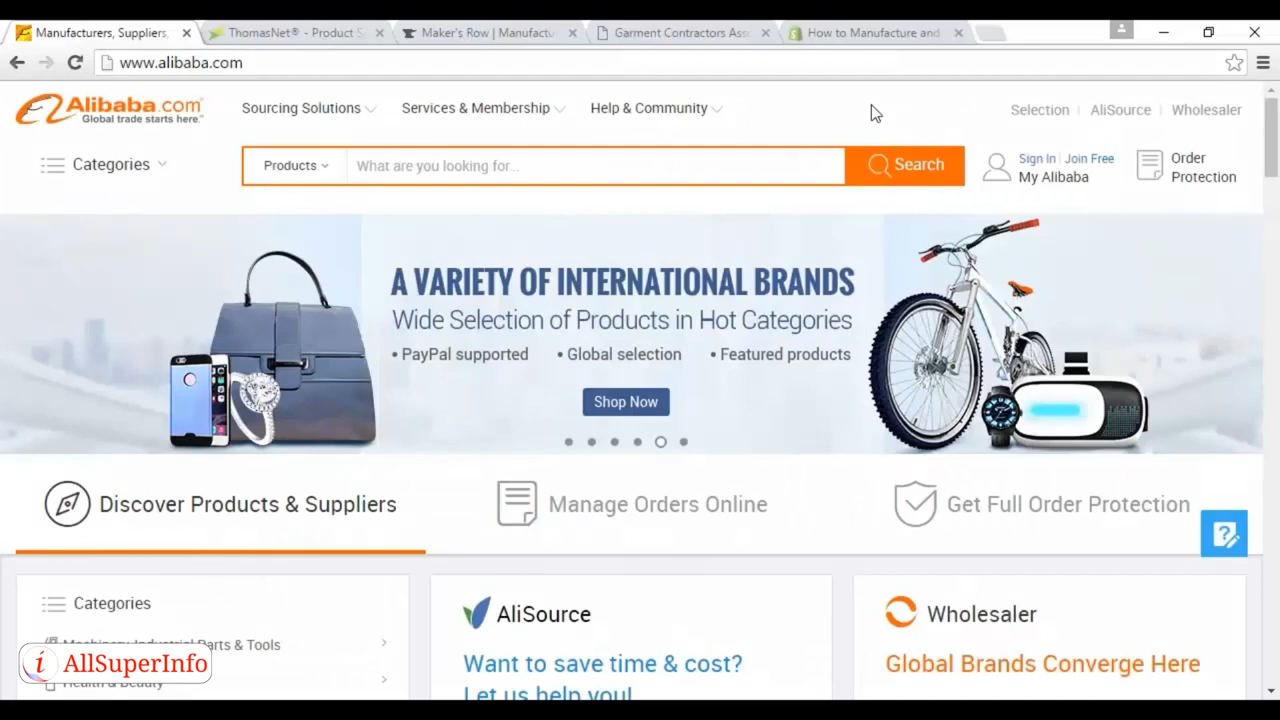 Manufacturers, Suppliers,
ThomasNet® - Product S
Maker's Row | Manufactu
Garment Contractors Ass
How to Manufacture and
www.alibaba.com
Alibaba.com
Global trade starts here.™
Sourcing Solutions
Services & Membership
Help & Community
Selection
AliSource
Wholesaler
Categories
Products
What are you looking for...
Search
Sign In | Join Free
My Alibaba
Order
Protection
A VARIETY OF INTERNATIONAL BRANDS
Wide Selection of Products in Hot Categories
• PayPal supported • Global selection • Featured products
Shop Now
Discover Products & Suppliers
Manage Orders Online
Get Full Order Protection
Categories
Machinery, Industrial Parts & Tools
Health & Beauty
AliSource
Want to save time & cost?
Let us help you!
Wholesaler
Global Brands Converge Here
i AllSuperInfo